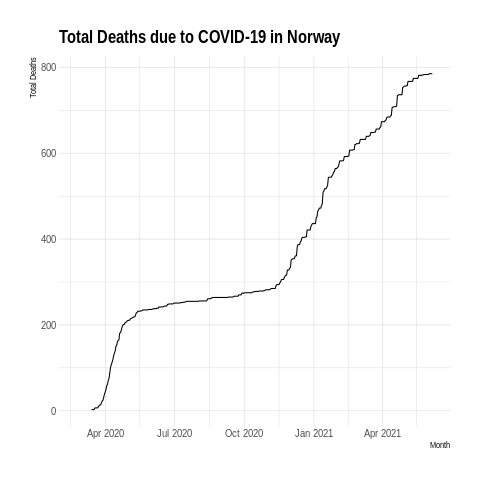 Total Deaths due to COVID-19 in Norway
Total Deaths
800
600
400
200
0
Apr 2020 Jul 2020 Oct 2020 Jan 2021 Apr 2021
Month